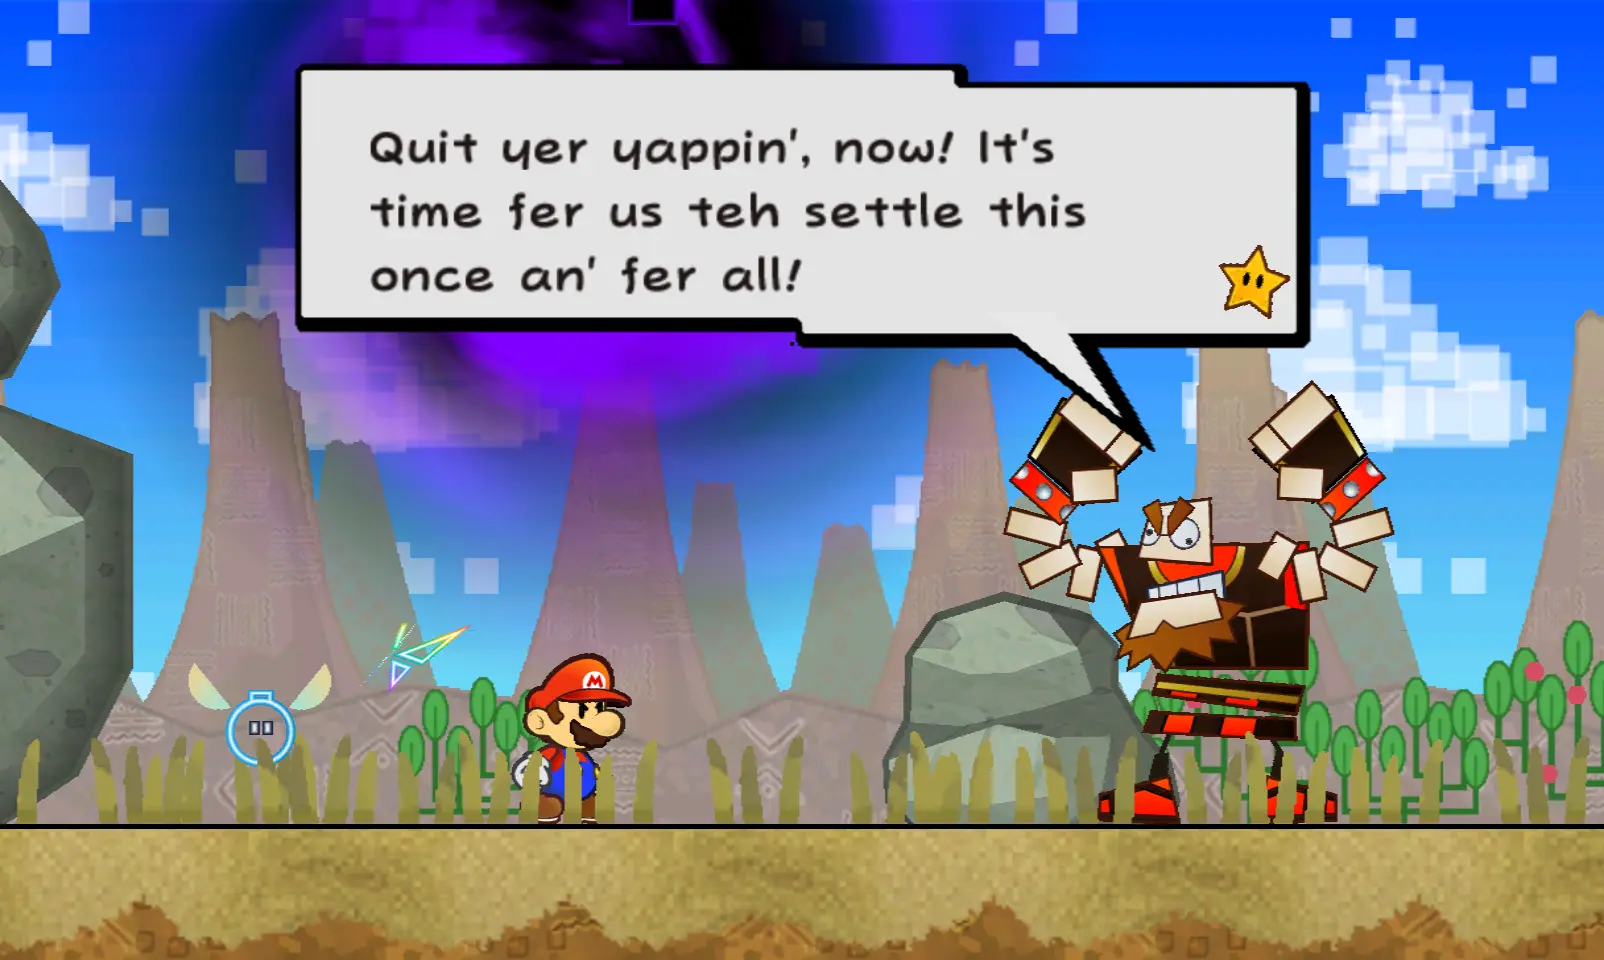 Quit yer yappin', now! It's
time fer us teh settle this
once an' fer all!
M